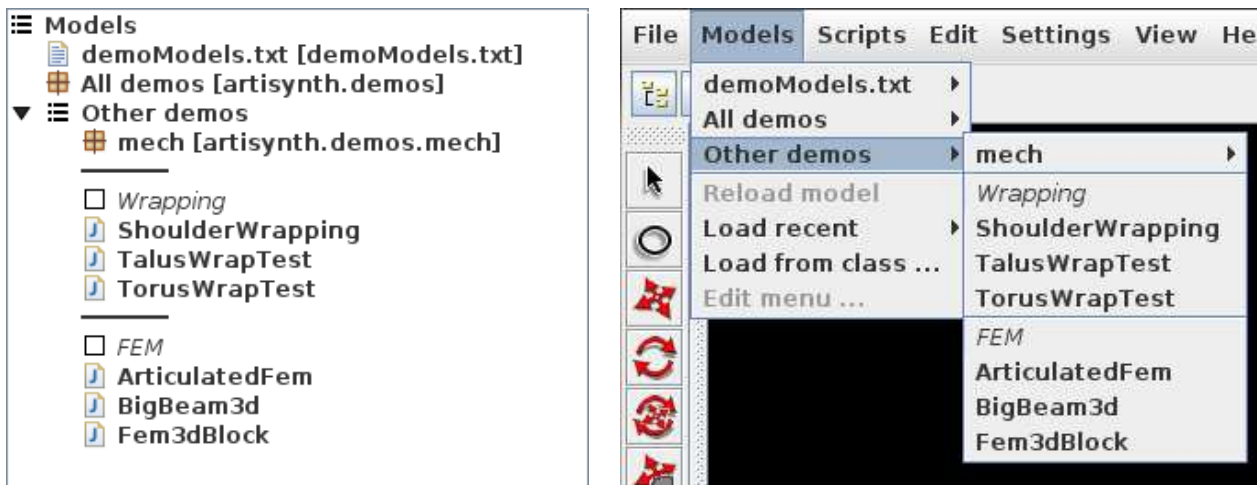 Models
demoModels.txt [demoModels.txt]
All demos [artisynth.demos]
Other demos
mech [artisynth.demos.mech]
Wrapping
ShoulderWrapping
TalusWrapTest
TorusWrapTest
FEM
ArticulatedFem
BigBeam3d
Fem3dBlock
File Models Scripts Edit Settings View He
demoModels.txt
All demos
Other demos
Reload model
Load recent
Load from class ...
Edit menu ...
mech
Wrapping
ShoulderWrapping
TalusWrapTest
TorusWrapTest
FEM
ArticulatedFem
BigBeam3d
Fem3dBlock